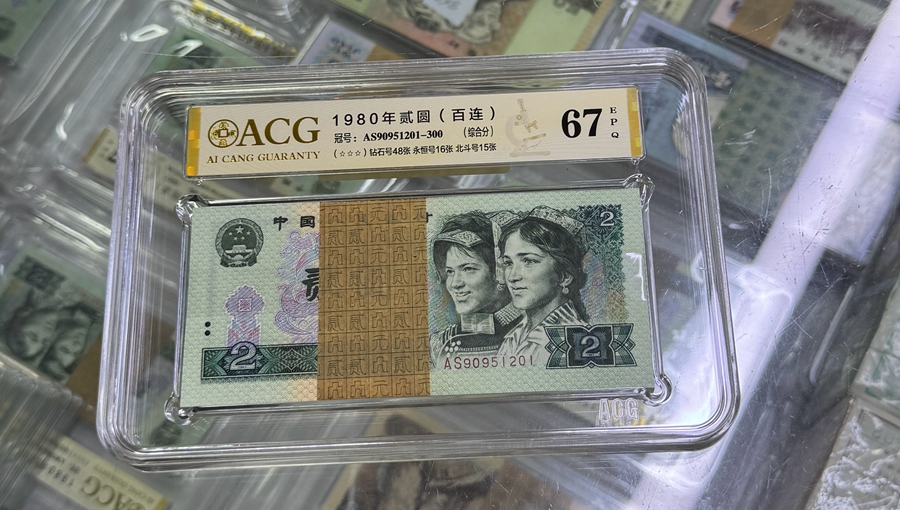 ACG
AI CANG GUARANTY
1980年贰圆（百连）
冠号：AS90951201-300 （综合分）
（☆☆☆）钻石号48张 永恒号16张 北斗号15张
67
EPQ
中国
2
贰
AS90951201
2
2
ACG
ACG